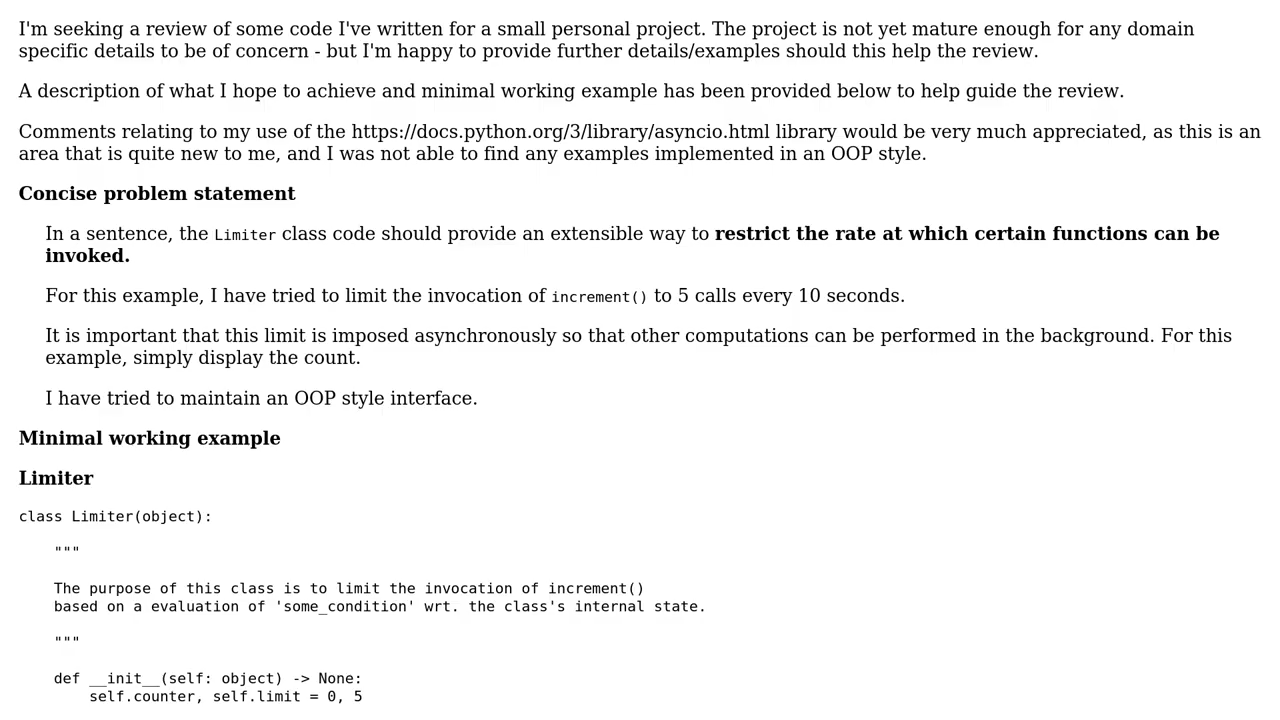 I'm seeking a review of some code I've written for a small personal project. The project is not yet mature enough for any domain
specific details to be of concern - but I'm happy to provide further details/examples should this help the review.
A description of what I hope to achieve and minimal working example has been provided below to help guide the review.
Comments relating to my use of the https://docs.python.org/3/library/asyncio.html library would be very much appreciated, as this is an
area that is quite new to me, and I was not able to find any examples implemented in an OOP style.
Concise problem statement
In a sentence, the Limiter class code should provide an extensible way to restrict the rate at which certain functions can be
invoked.
For this example, I have tried to limit the invocation of increment() to 5 calls every 10 seconds.
It is important that this limit is imposed asynchronously so that other computations can be performed in the background. For this
example, simply display the count.
I have tried to maintain an OOP style interface.
Minimal working example
Limiter
class Limiter(object):
"""
The purpose of this class is to limit the invocation of increment()
based on a evaluation of 'some_condition' wrt. the class's internal state.
"""
def __init__(self: object) -> None:
self.counter, self.limit = 0, 5